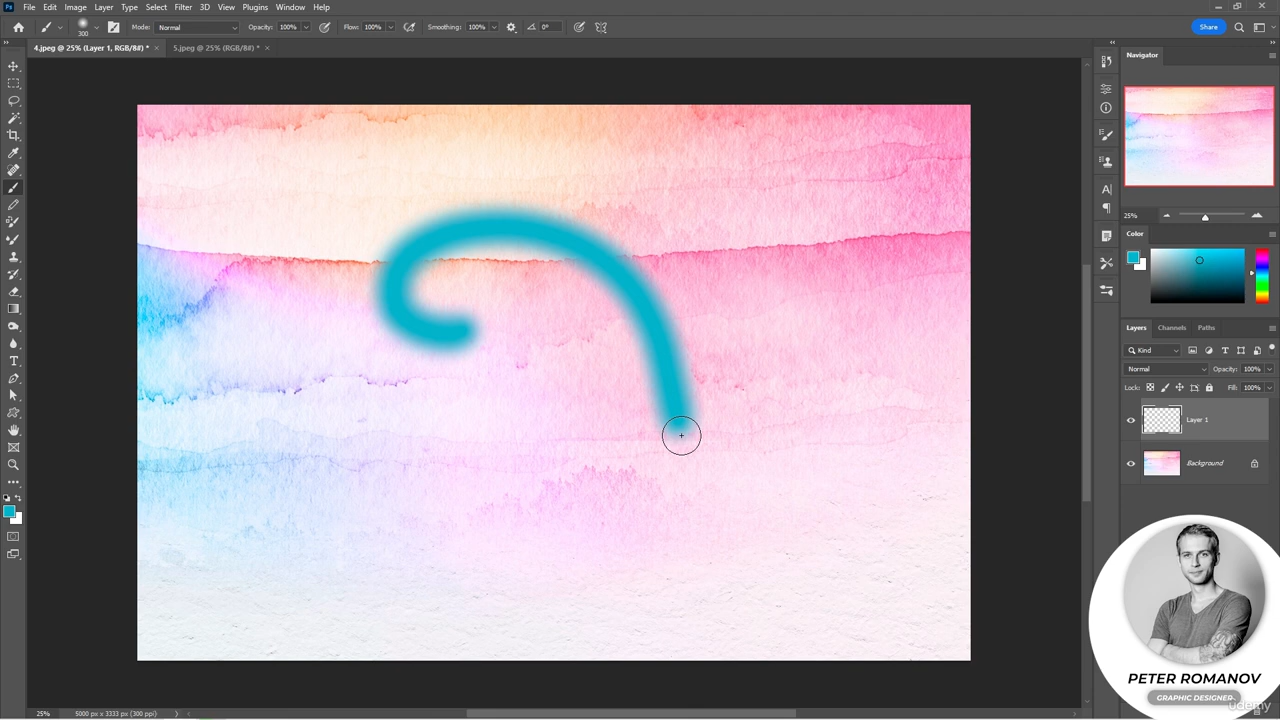 Ps File Edit Image Layer Type Select Filter 3D View Plugins Window Help
300 Mode: Normal Opacity: 100% Flow: 100% Smoothing: 100% 0° Share
4.jpeg @ 25% (Layer 1, RGB/8#) * × 5.jpeg @ 25% (RGB/8#) * ×
Navigator
25%
Color
Layers Channels Paths
Kind
Normal Opacity: 100%
Lock: Fill: 100%
Layer 1
Background
PETER ROMANOV
GRAPHIC DESIGNER
udemy
25% 5000 px x 3333 px (300 ppi)